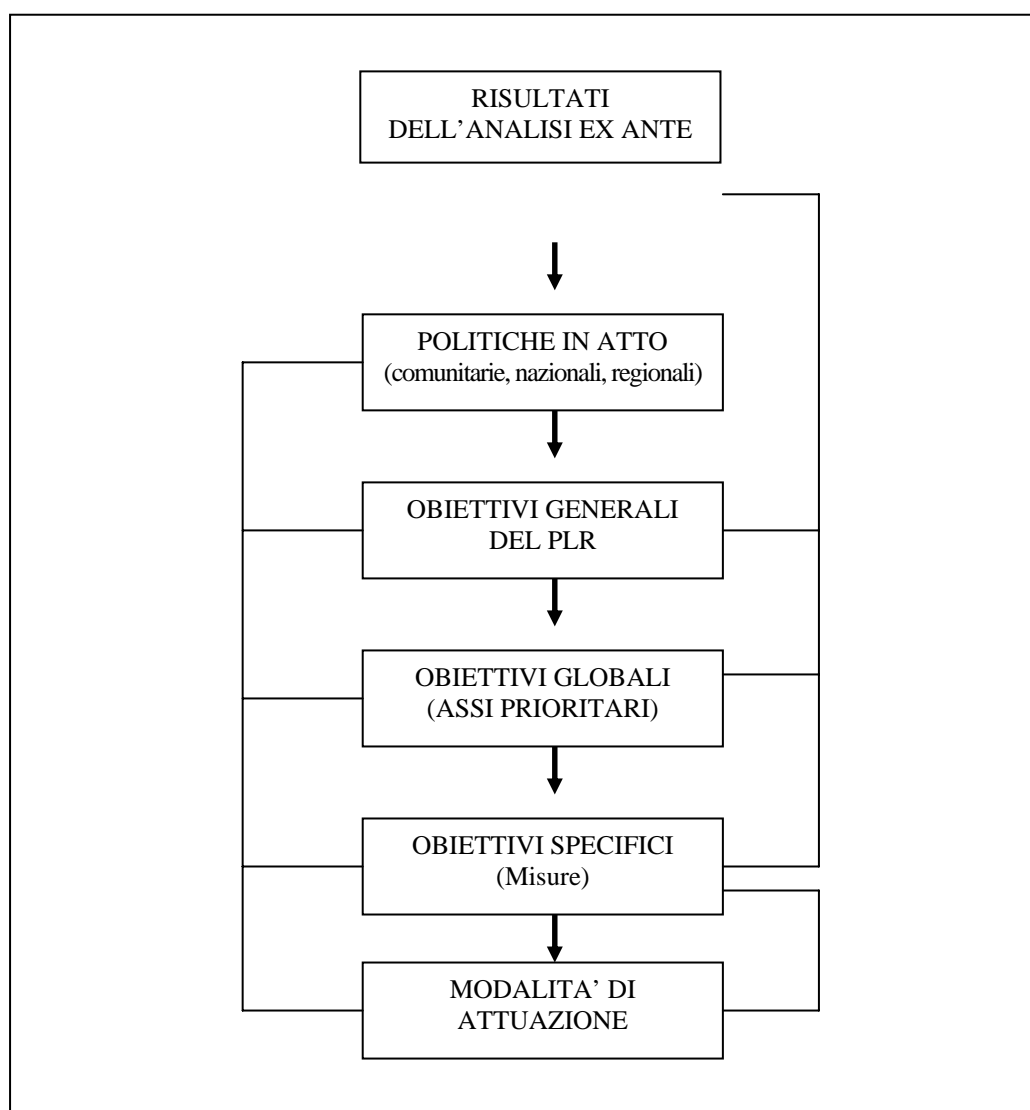 RISULTATI
DELL’ANALISI EX ANTE
POLITICHE IN ATTO
(comunitarie, nazionali, regionali)
OBIETTIVI GENERALI
DEL PLR
OBIETTIVI GLOBALI
(ASSI PRIORITARI)
OBIETTIVI SPECIFICI
(Misure)
MODALITA’ DI
ATTUAZIONE